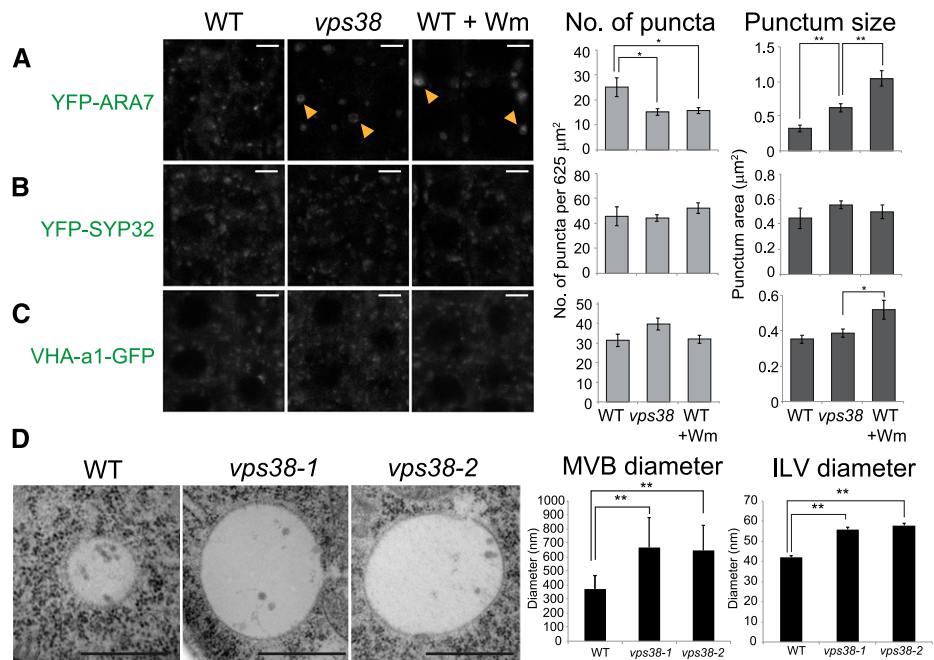 WT
vps38
WT + Wm
No. of puncta
Punctum size
A
YFP-ARA7
B
YFP-SYP32
C
VHA-a1-GFP
No. of puncta per 625 µm2
40
30
20
10
0
*
*
Punctum area (µm2)
1.5
1.0
0.5
0
**
**
100
80
60
40
20
0
0.8
0.6
0.4
0.2
0
50
40
30
20
10
0
WT
vps38
WT
+Wm
0.6
0.4
0.2
0
*
WT
vps38
WT
+Wm
D
WT
vps38-1
vps38-2
MVB diameter
Diameter (nm)
1000
900
800
700
600
500
400
300
200
100
0
**
**
WT
vps38-1
vps38-2
ILV diameter
Diameter (nm)
70
60
50
40
30
20
10
0
**
**
WT
vps38-1
vps38-2